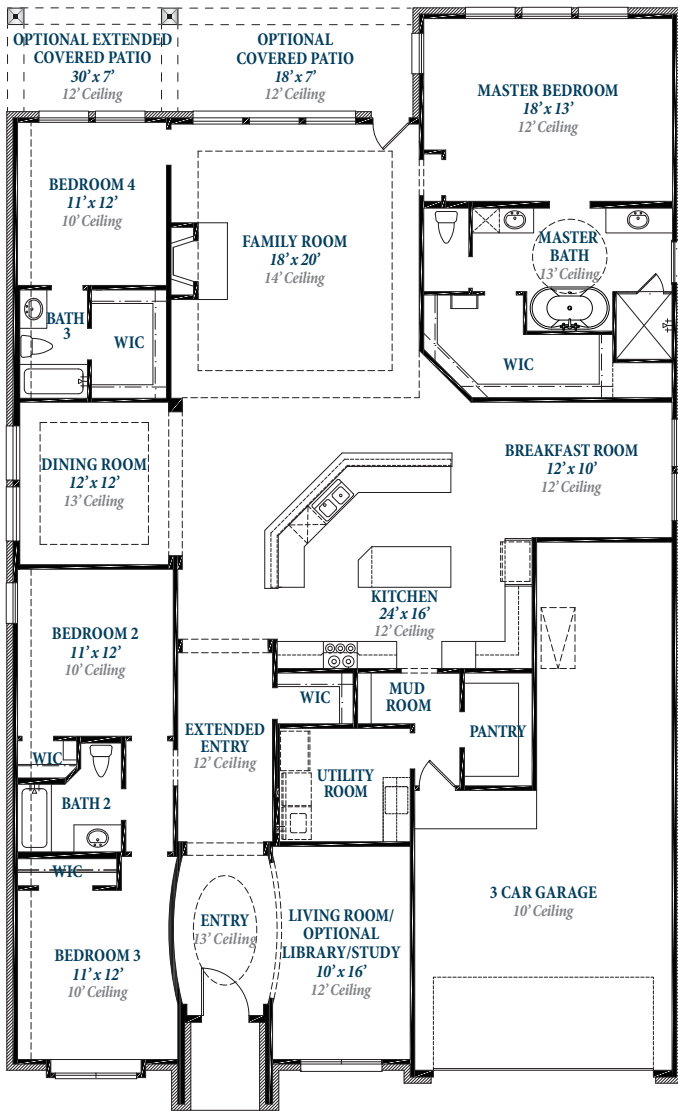 OPTIONAL EXTENDED
COVERED PATIO
30' x 7'
12' Ceiling
OPTIONAL
COVERED PATIO
18' x 7'
12' Ceiling
MASTER BEDROOM
18' x 13'
12' Ceiling
BEDROOM 4
11' x 12'
10' Ceiling
FAMILY ROOM
18' x 20'
14' Ceiling
MASTER
BATH
13' Ceiling
BATH
3
WIC
WIC
DINING ROOM
12' x 12'
13' Ceiling
BREAKFAST ROOM
12' x 10'
12' Ceiling
KITCHEN
24' x 16'
12' Ceiling
BEDROOM 2
11' x 12'
10' Ceiling
WIC
MUD
ROOM
PANTRY
EXTENDED
ENTRY
12' Ceiling
WIC
UTILITY
ROOM
BATH 2
WIC
3 CAR GARAGE
10' Ceiling
ENTRY
13' Ceiling
LIVING ROOM/
OPTIONAL
LIBRARY/STUDY
10' x 16'
12' Ceiling
BEDROOM 3
11' x 12'
10' Ceiling